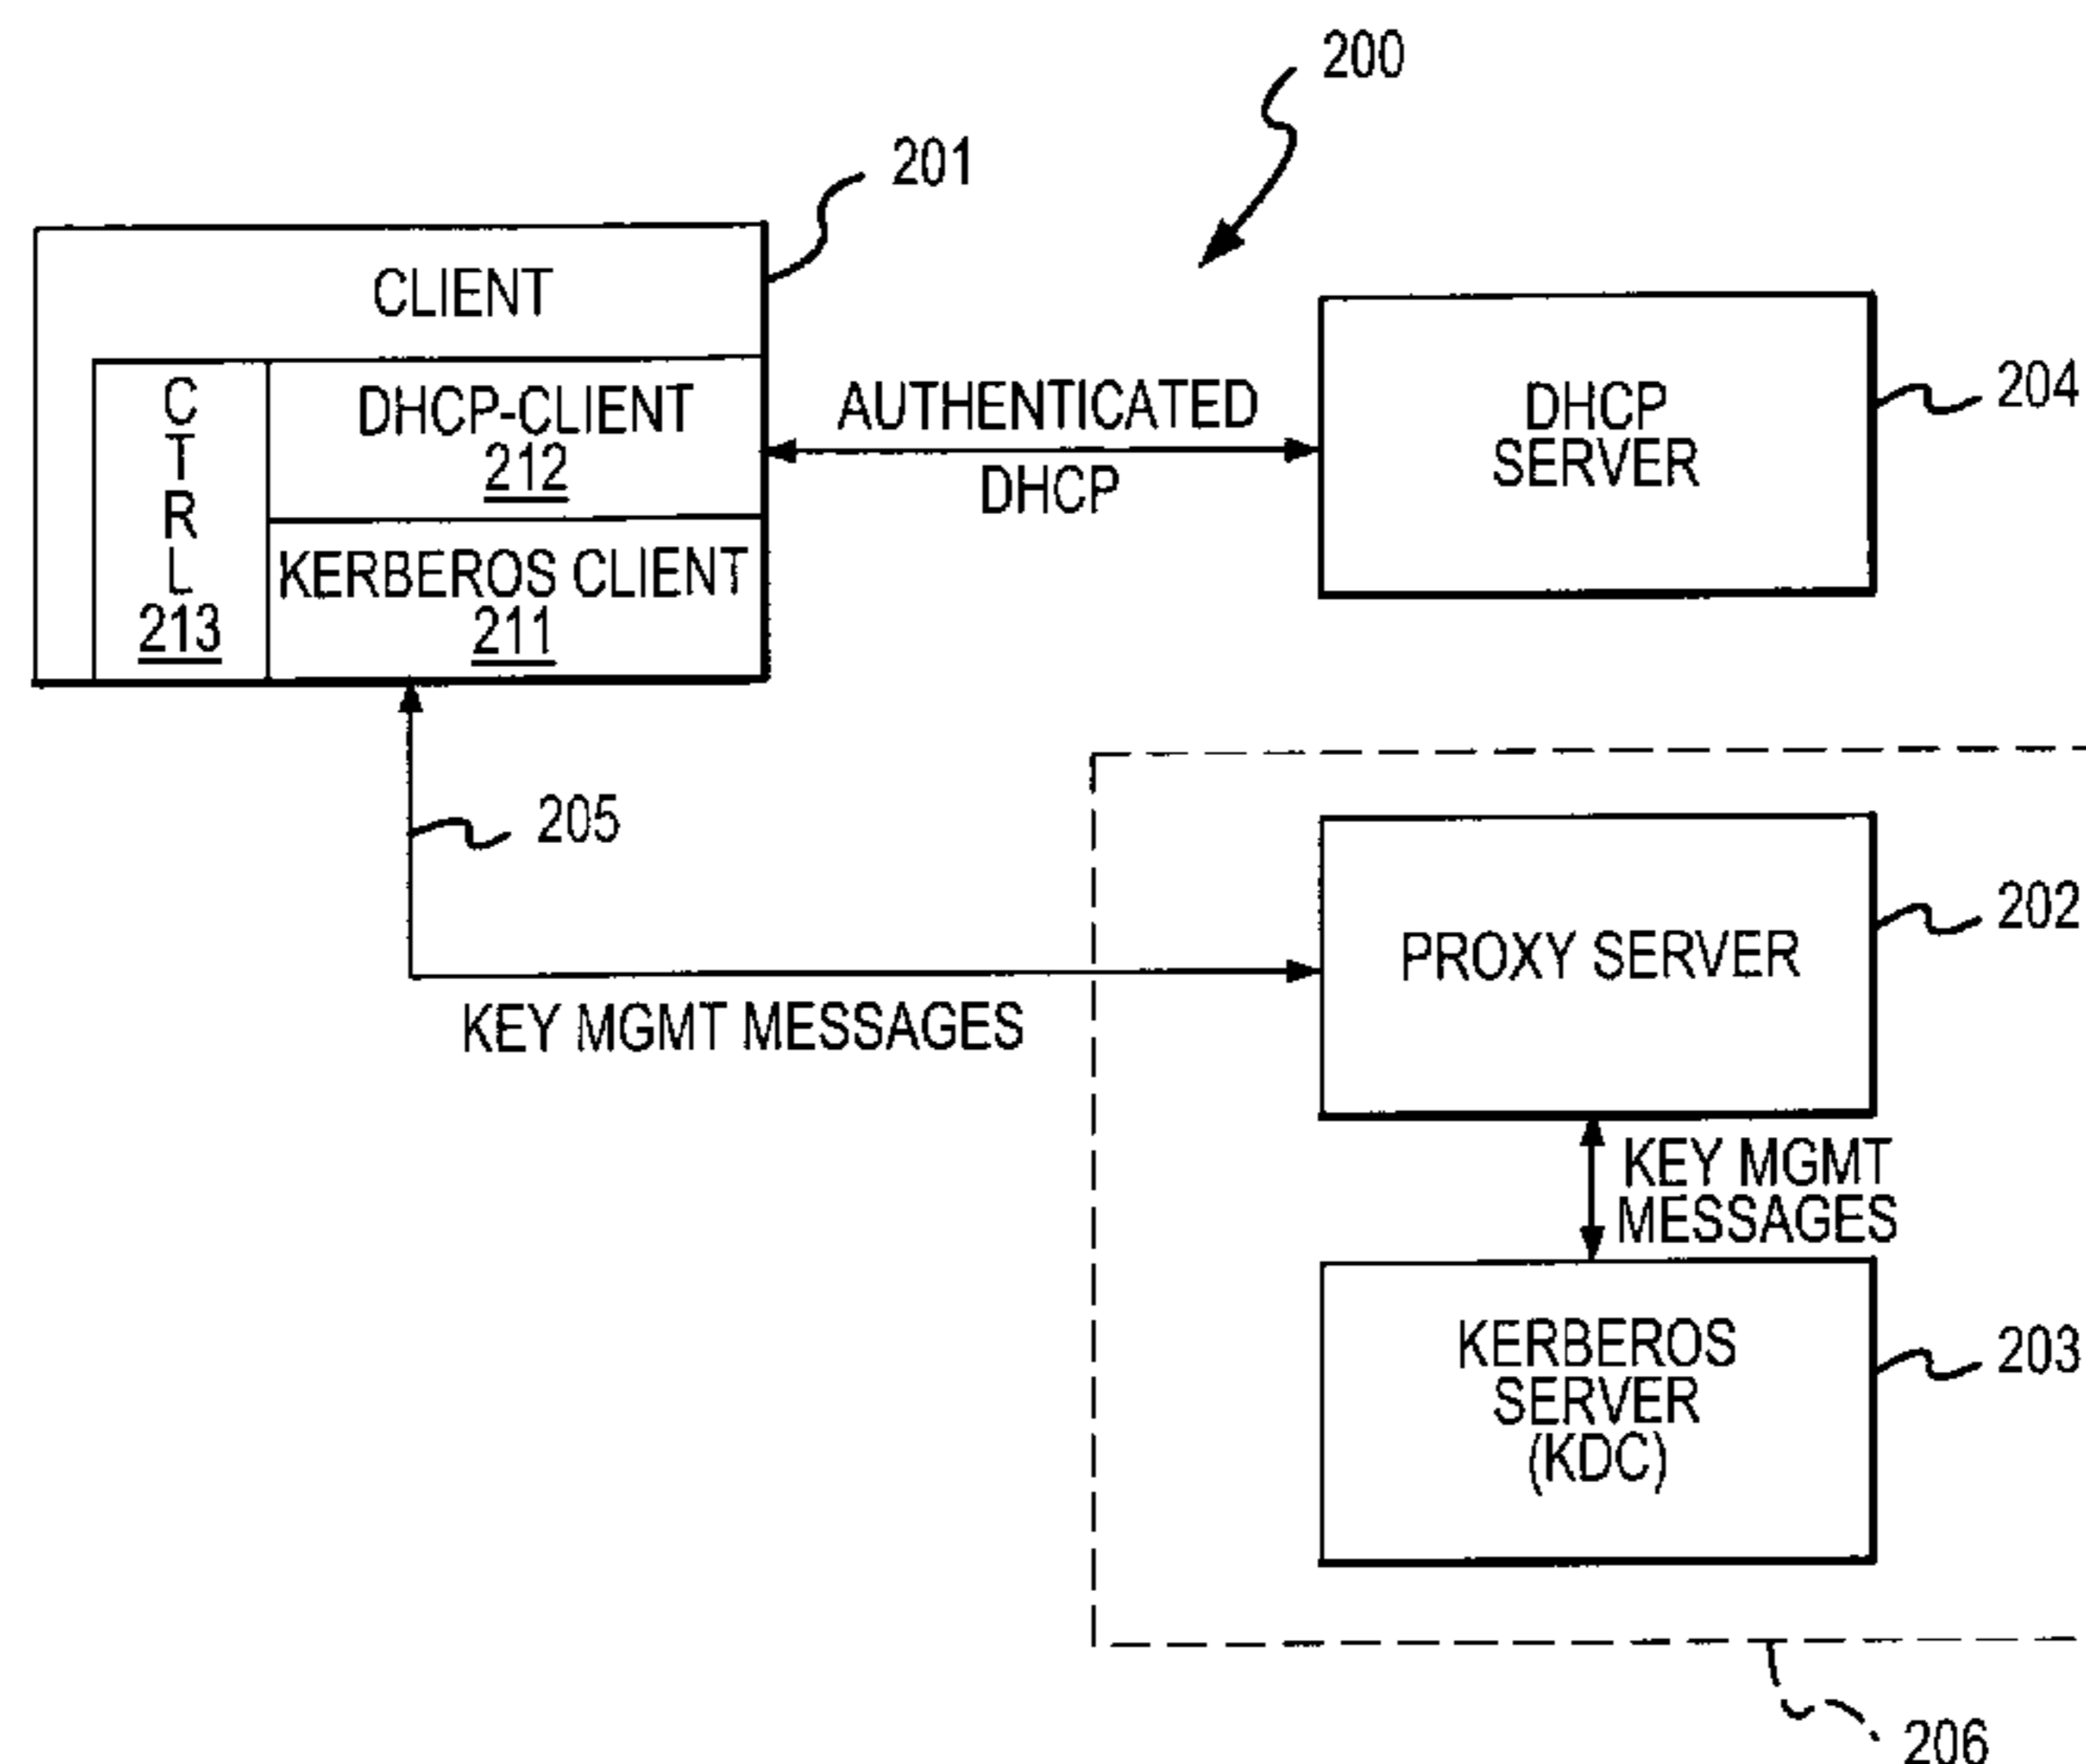 200
201
CLIENT
C
T
R
L
213
DHCP-CLIENT
212
KERBEROS CLIENT
211
AUTHENTICATED
DHCP
DHCP
SERVER
204
205
KEY MGMT MESSAGES
PROXY SERVER
202
KEY MGMT
MESSAGES
KERBEROS
SERVER
(KDC)
203
206